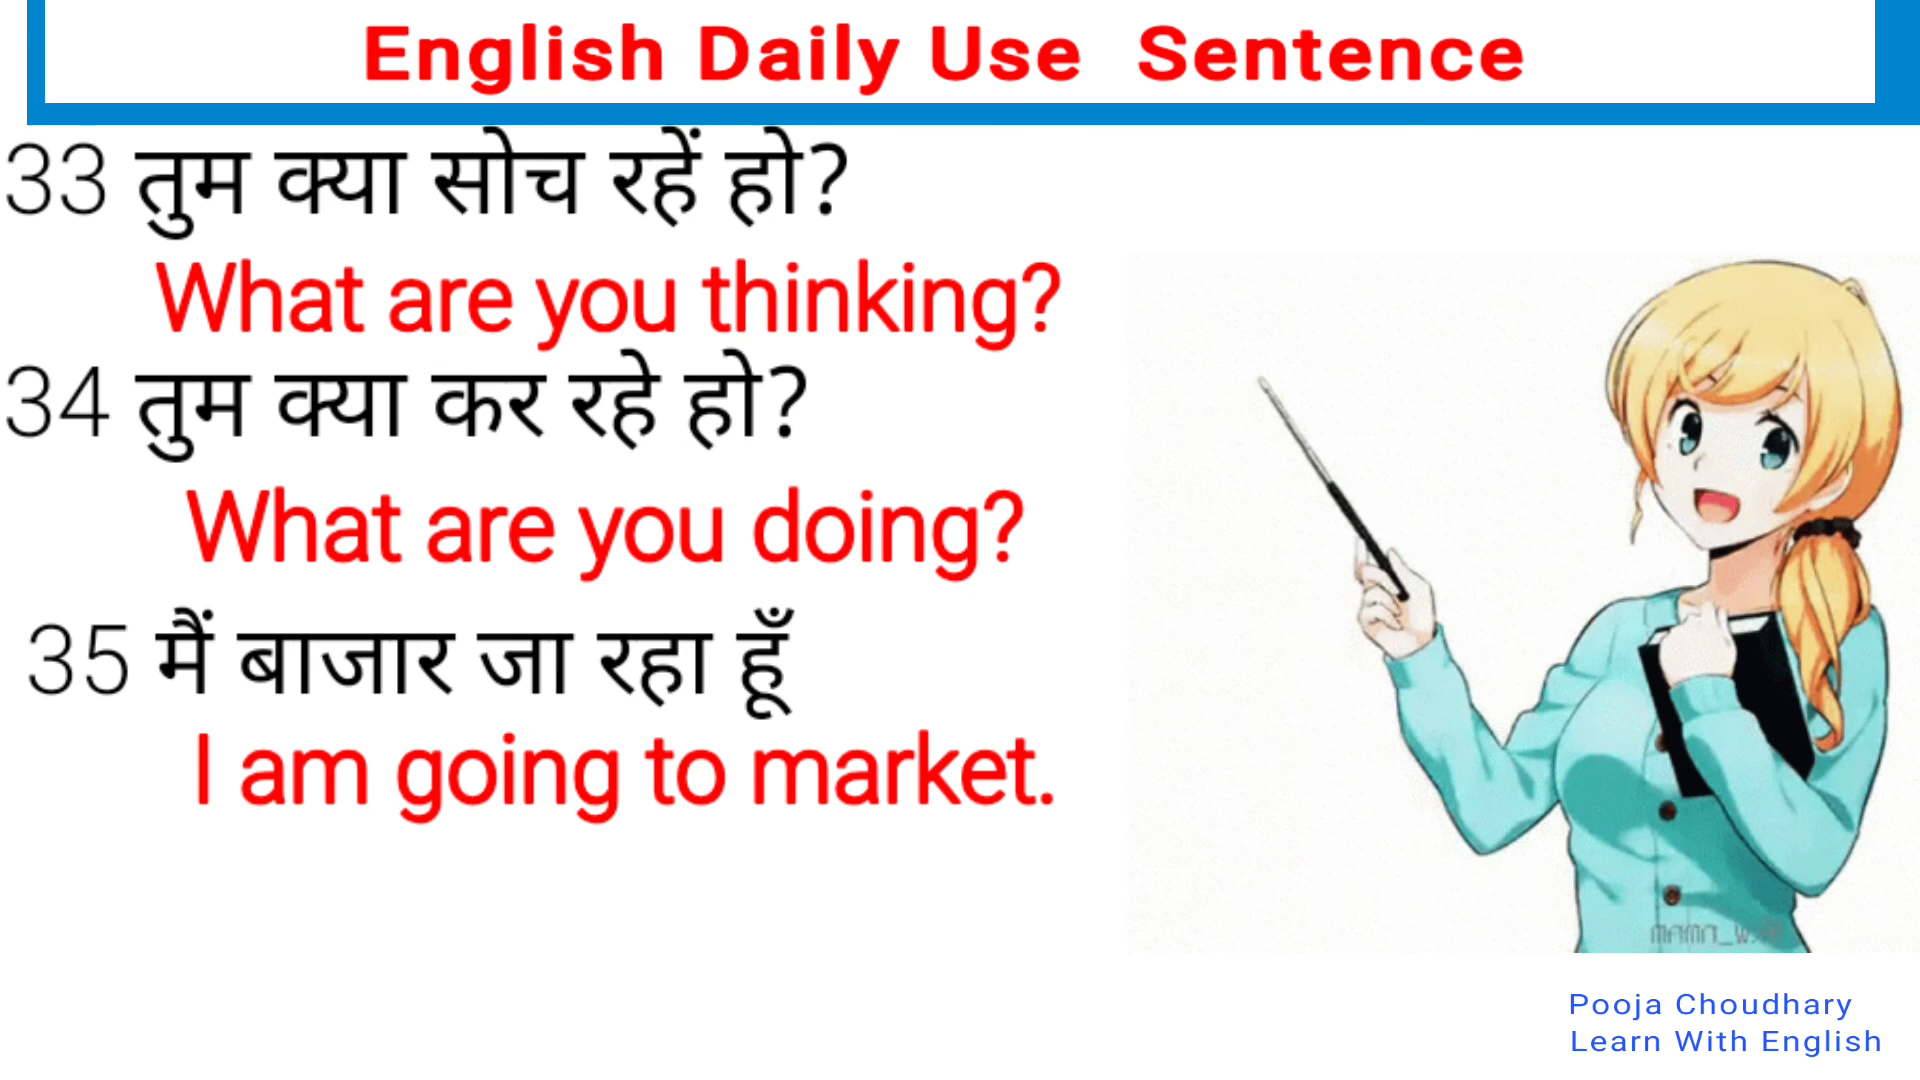 English Daily Use Sentence
33 तुम क्या सोच रहें हो?
What are you thinking?
34 तुम क्या कर रहे हो?
What are you doing?
35 मैं बाजार जा रहा हूँ
I am going to market.
Pooja Choudhary
Learn With English